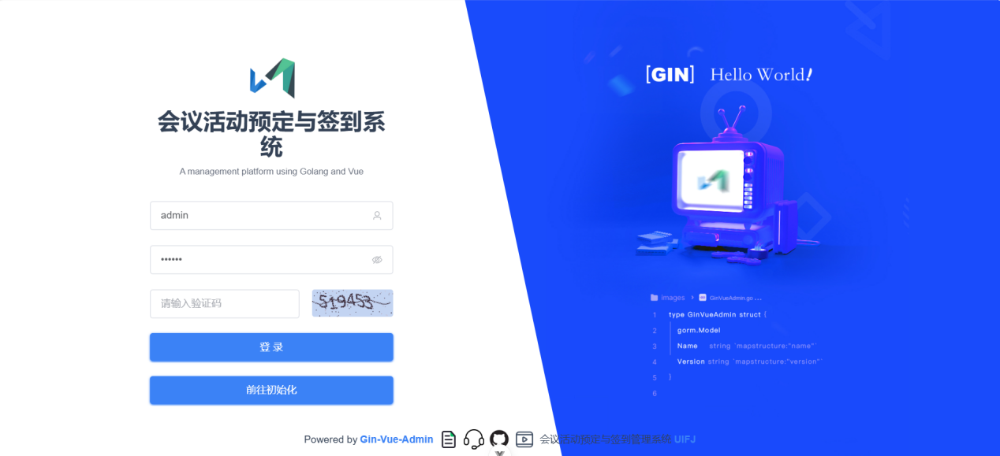 会议活动预定与签到系
统
A management platform using Golang and Vue
admin
••••••
请输入验证码
519453
登 录
前往初始化
[GIN] Hello World!
images › GinVueAdmin.go ...
1 type GinVueAdmin struct {
2 gorm.Model
3 Name string `mapstructure:"name"`
4 Version string `mapstructure:"version"`
5 }
6
Powered by Gin-Vue-Admin 会议活动预定与签到管理系统 UIFJ